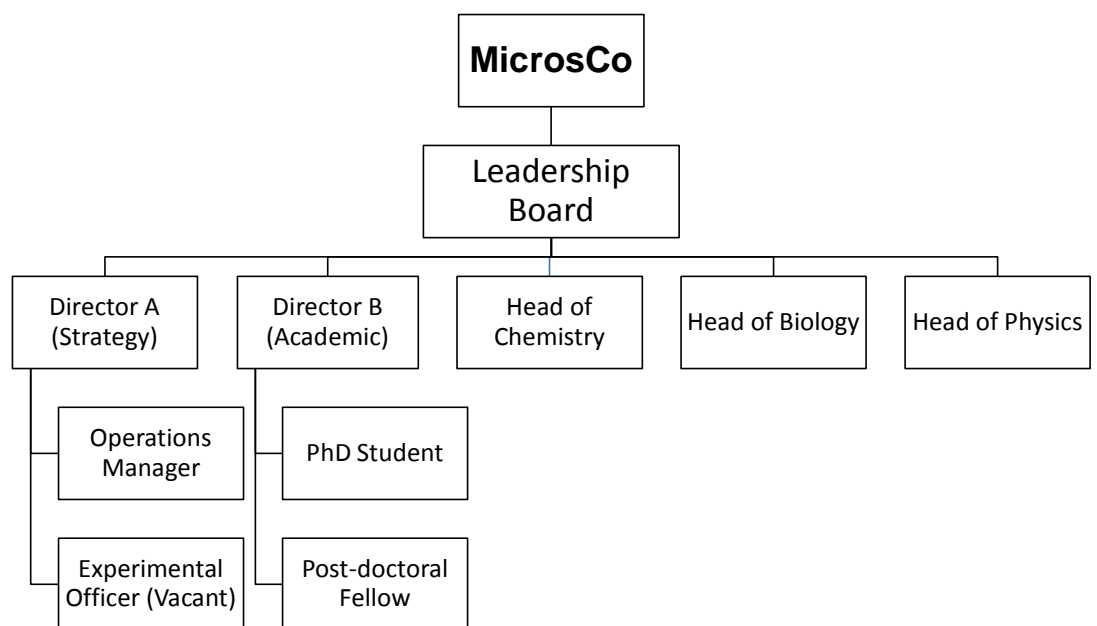 MicrosCo
Leadership
Board
Director A
(Strategy)
Director B
(Academic)
Head of
Chemistry
Head of Biology
Head of Physics
Operations
Manager
PhD Student
Experimental
Officer (Vacant)
Post-doctoral
Fellow